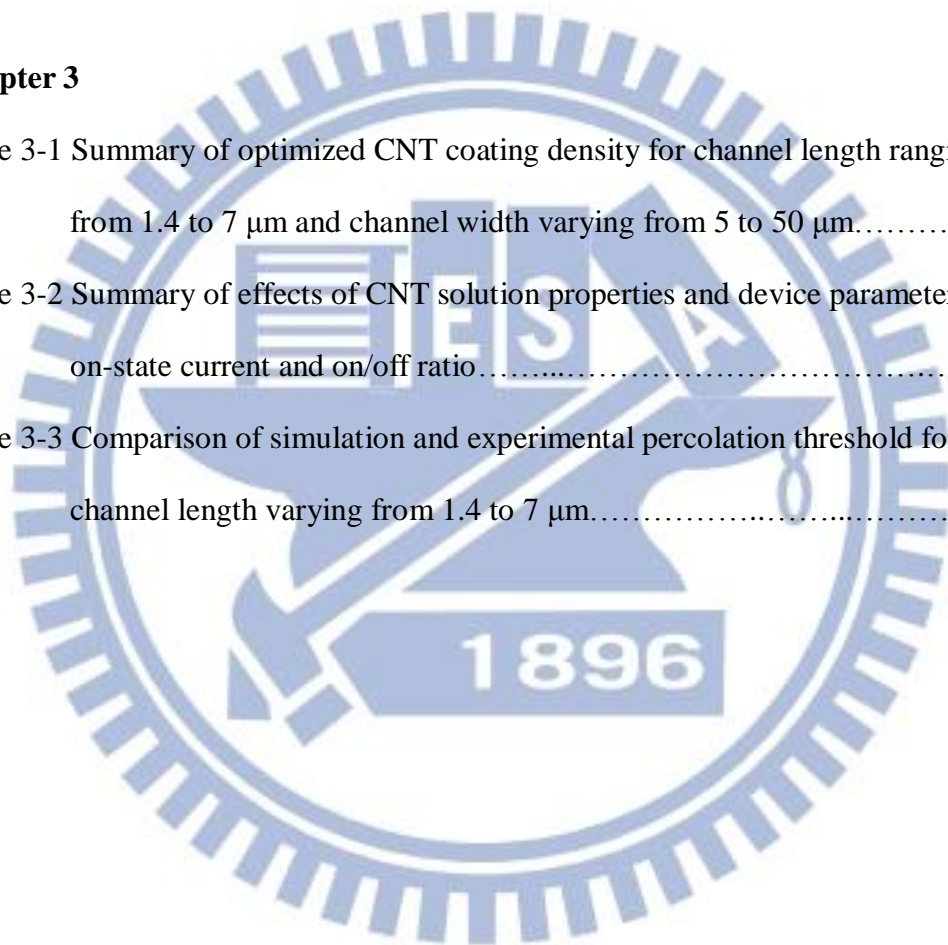 pter 3
e 3-1 Summary of optimized CNT coating density for channel length rangi
from 1.4 to 7 μm and channel width varying from 5 to 50 μm………
e 3-2 Summary of effects of CNT solution properties and device parameter
on-state current and on/off ratio……...…………………………….…
e 3-3 Comparison of simulation and experimental percolation threshold fo
channel length varying from 1.4 to 7 μm……………..……...………
E S A
1896